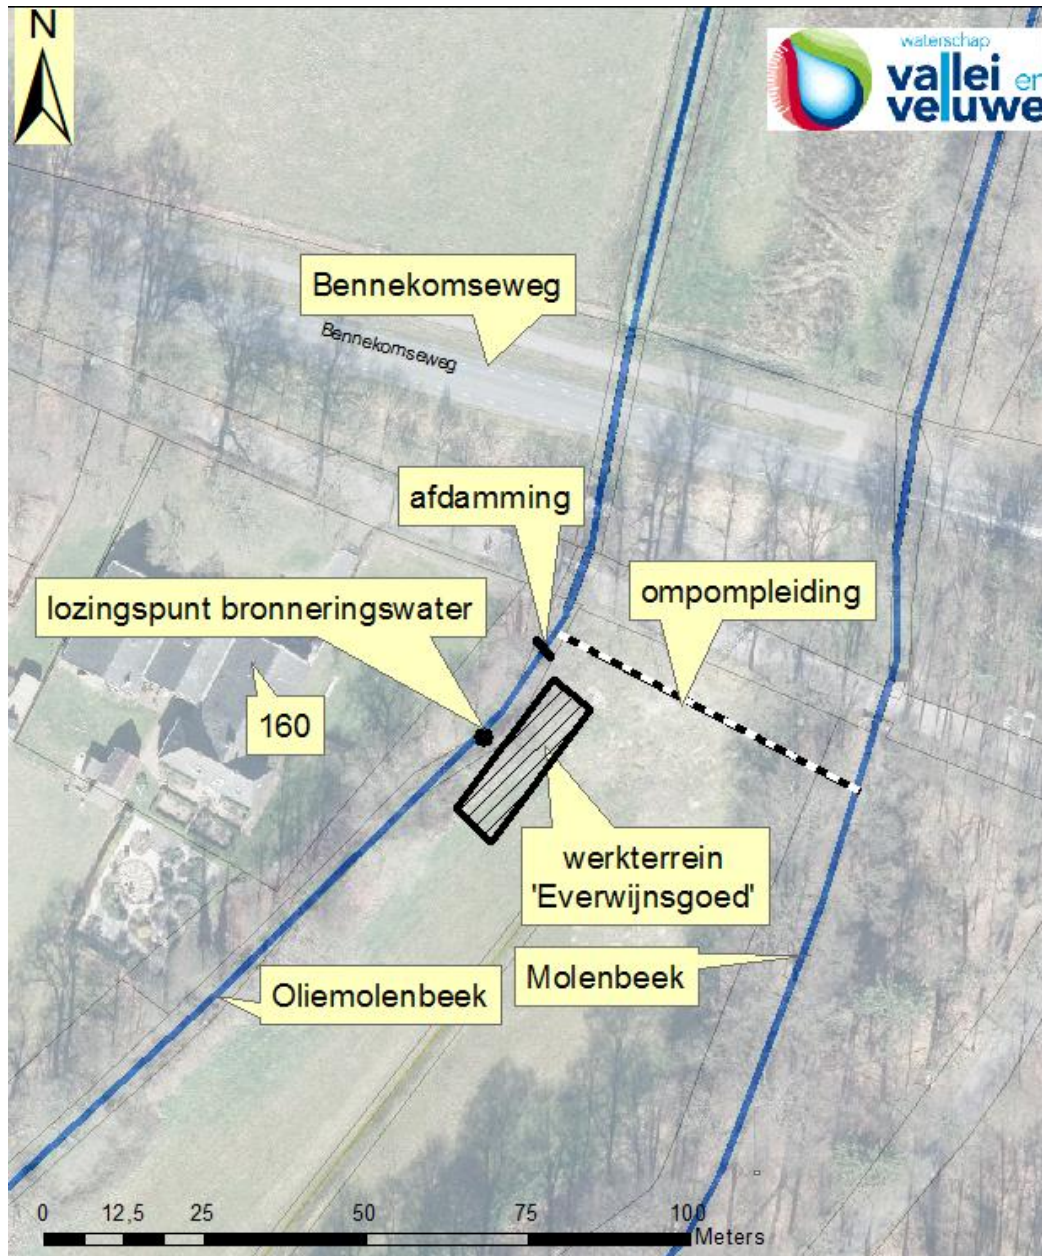 N
waterschap
vallei en
veluwe
Bennekomseweg
Bennekomseweg
afdamming
ompompleiding
lozingspunt bronneringswater
160
werkterrein
'Everwijnsgoed'
Molenbeek
Oliemolenbeek
0 12,5 25 50 75 100
Meters